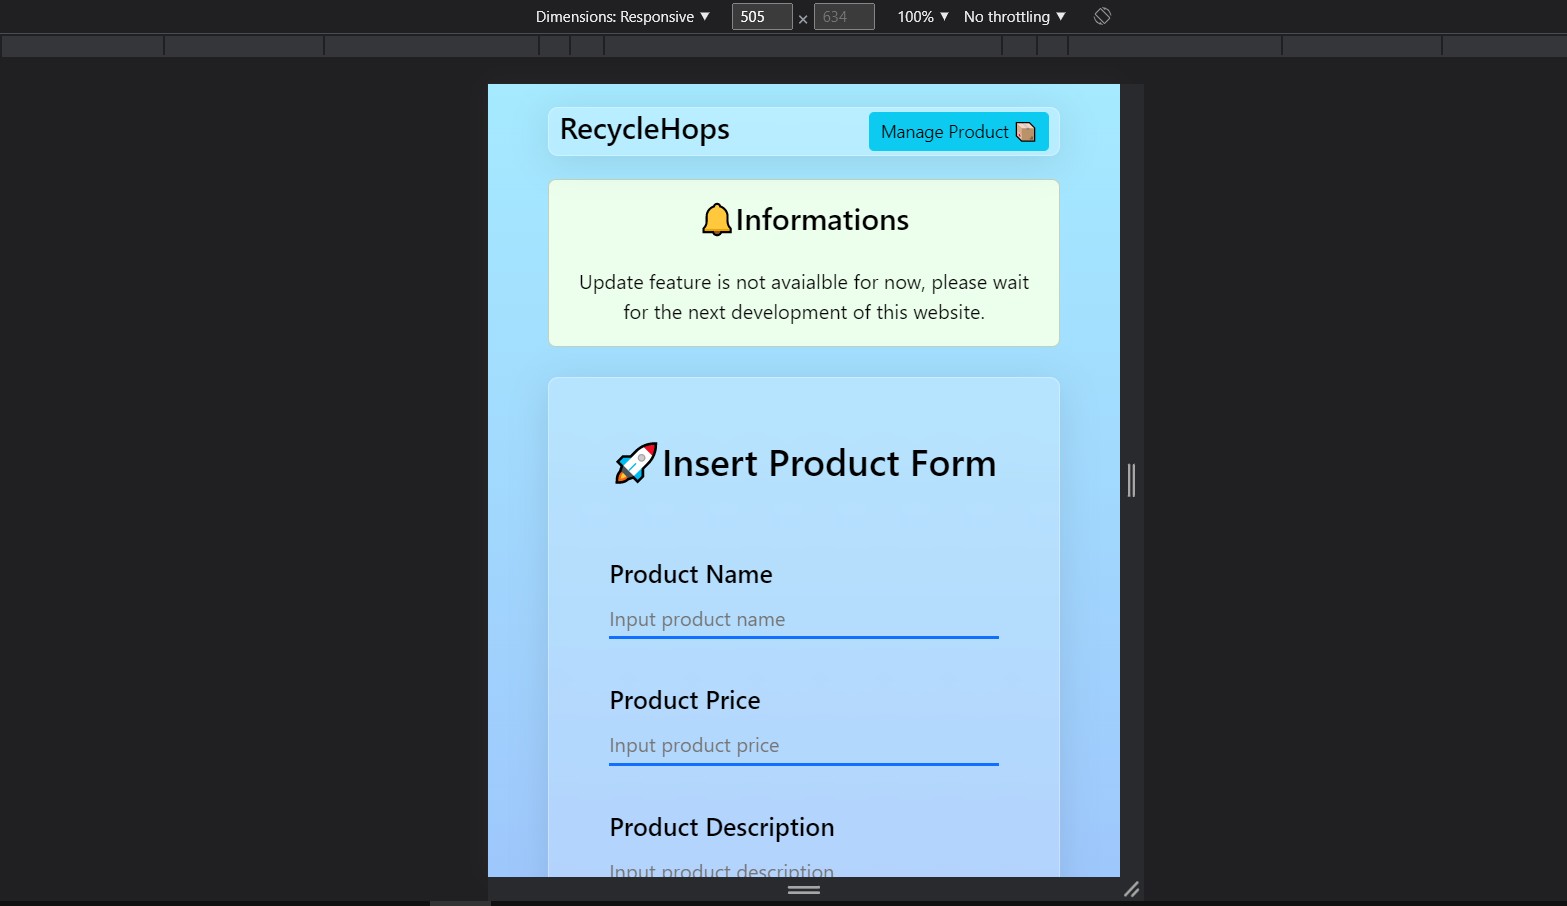 Dimensions: Responsive ▼ 505 × 634 100% ▼ No throttling ▼
RecycleHops
Manage Product
Informations
Update feature is not avaialble for now, please wait
for the next development of this website.
Insert Product Form
Product Name
Input product name
Product Price
Input product price
Product Description
Input product description